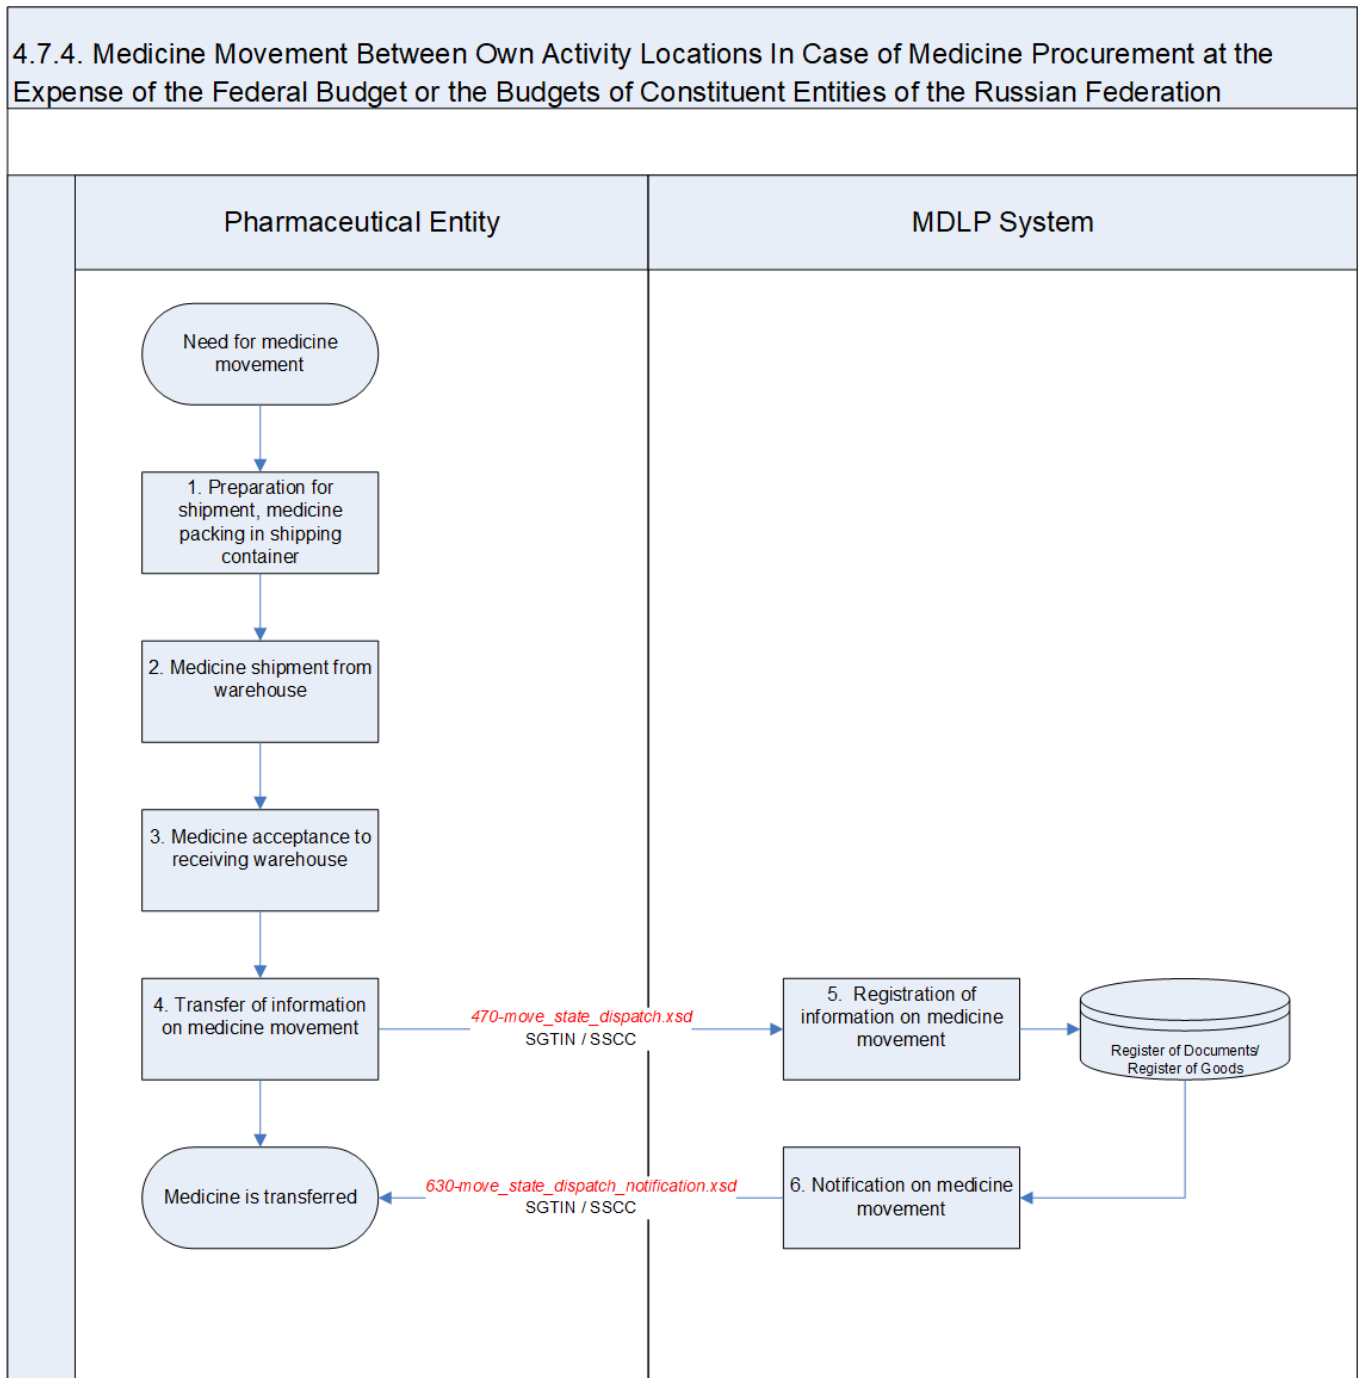 4.7.4. Medicine Movement Between Own Activity Locations In Case of Medicine Procurement at the
Expense of the Federal Budget or the Budgets of Constituent Entities of the Russian Federation
Pharmaceutical Entity
MDLP System
Need for medicine
movement
1. Preparation for
shipment, medicine
packing in shipping
container
2. Medicine shipment from
warehouse
3. Medicine acceptance to
receiving warehouse
4. Transfer of information
on medicine movement
470-move_state_dispatch.xsd
SGTIN / SSCC
5. Registration of
information on medicine
movement
Register of Documents/
Register of Goods
Medicine is transferred
630-move_state_dispatch_notification.xsd
SGTIN / SSCC
6. Notification on medicine
movement